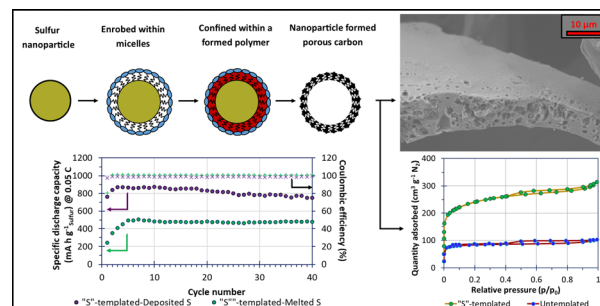 Sulfur
nanoparticle
Enrobed within
micelles
Confined within a
formed polymer
Nanoparticle formed
porous carbon
10 µm
Specific discharge capacity
(mA h g⁻¹Sulfur) @ 0.05 C
1200
1000
800
600
400
200
0
120
100
80
60
40
20
0
Coulombic efficiency
(%)
0 10 20 30 40
Cycle number
"S"-templated-Deposited S
"S""-templated-Melted S
Quantity adsorbed (cm³ g⁻¹ N₂)
400
300
200
100
0
0 0.2 0.4 0.6 0.8 1
Relative pressure (p/p₀)
"S"-templated
Untemplated